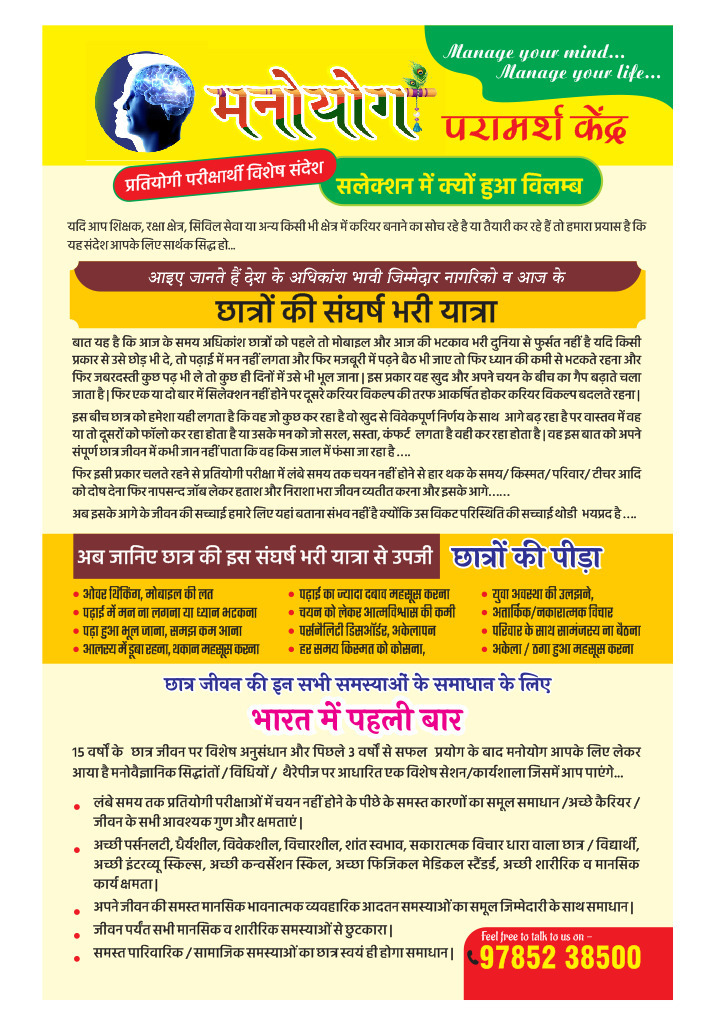 Manage your mind...
Manage your life...
मनोयोग
परामर्श केंद्र
प्रतियोगी परीक्षार्थी विशेष संदेश
सलेक्शन में क्यों हुआ विलम्ब
यदि आप शिक्षक, रक्षा क्षेत्र, सिविल सेवा या अन्य किसी भी क्षेत्र में करियर बनाने का सोच रहे है या तैयारी कर रहे हैं तो हमारा प्रयास है कि
यह संदेश आपके लिए सार्थक सिद्ध हो...
आइए जानते हैं देश के अधिकांश भावी जिम्मेदार नागरिको व आज के
छात्रों की संघर्ष भरी यात्रा
बात यह है कि आज के समय अधिकांश छात्रों को पहले तो मोबाइल और आज की भटकाव भरी दुनिया से फुर्सत नहीं है यदि किसी
प्रकार से उसे छोड़ भी दे, तो पढ़ाई में मन नहीं लगता और फिर मजबूरी में पढ़ने बैठ भी जाए तो फिर ध्यान की कमी से भटकते रहना और
फिर जबरदस्ती कुछ पढ़ भी ले तो कुछ ही दिनों में उसे भी भूल जाना | इस प्रकार वह खुद और अपने चयन के बीच का गैप बढ़ाते चला
जाता है | फिर एक या दो बार में सिलेक्शन नहीं होने पर दूसरे करियर विकल्प की तरफ आकर्षित होकर करियर विकल्प बदलते रहना |
इस बीच छात्र को हमेशा यही लगता है कि वह जो कुछ कर रहा है वो खुद से विवेकपूर्ण निर्णय के साथ आगे बढ़ रहा है पर वास्तव में वह
या तो दूसरों को फॉलो कर रहा होता है या उसके मन को जो सरल, सस्ता, कंफर्ट लगता है वही कर रहा होता है | वह इस बात को अपने
संपूर्ण छात्र जीवन में कभी जान नहीं पाता कि वह किस जाल में फंसा जा रहा है ....
फिर इसी प्रकार चलते रहने से प्रतियोगी परीक्षा में लंबे समय तक चयन नहीं होने से हार थक के समय/ किस्मत/ परिवार/ टीचर आदि
को दोष देना फिर नापसन्द जॉब लेकर हताश और निराशा भरा जीवन व्यतीत करना और इसके आगे......
अब इसके आगे के जीवन की सच्चाई हमारे लिए यहां बताना संभव नहीं है क्योंकि उस विकट परिस्थिति की सच्चाई थोडी भयप्रद है ....
अब जानिए छात्र की इस संघर्ष भरी यात्रा से उपजी छात्रों की पीड़ा
• ओवर थिंकिंग, मोबाइल की लत
• पढ़ाई में मन ना लगना या ध्यान भटकना
• पढ़ा हुआ भूल जाना, समझ कम आना
• आलस्य में डूबा रहना, थकान महसूस करना
• पढ़ाई का ज्यादा दबाव महसूस करना
• चयन को लेकर आत्मविश्वास की कमी
• पर्सनैलिटी डिसऑर्डर, अकेलापन
• हर समय किस्मत को कोसना,
• युवा अवस्था की उलझने,
• अतार्किक/नकारात्मक विचार
• परिवार के साथ सामंजस्य ना बैठना
• अकेला / ठगा हुआ महसूस करना
छात्र जीवन की इन सभी समस्याओं के समाधान के लिए
भारत में पहली बार
15 वर्षों के छात्र जीवन पर विशेष अनुसंधान और पिछले 3 वर्षों से सफल प्रयोग के बाद मनोयोग आपके लिए लेकर
आया है मनोवैज्ञानिक सिद्धांतों / विधियों / थैरेपीज पर आधारित एक विशेष सेशन/कार्यशाला जिसमें आप पाएंगे...
• लंबे समय तक प्रतियोगी परीक्षाओं में चयन नहीं होने के पीछे के समस्त कारणों का समूल समाधान /अच्छे कैरियर /
जीवन के सभी आवश्यक गुण और क्षमताएं |
• अच्छी पर्सनलटी, धैर्यशील, विवेकशील, विचारशील, शांत स्वभाव, सकारात्मक विचार धारा वाला छात्र / विद्यार्थी,
अच्छी इंटरव्यू स्किल्स, अच्छी कन्वर्सेशन स्किल, अच्छा फिजिकल मेडिकल स्टैंडर्ड, अच्छी शारीरिक व मानसिक
कार्य क्षमता |
• अपने जीवन की समस्त मानसिक भावनात्मक व्यवहारिक आदतन समस्याओं का समूल जिम्मेदारी के साथ समाधान |
• जीवन पर्यंत सभी मानसिक व शारीरिक समस्याओं से छुटकारा |
• समस्त पारिवारिक / सामाजिक समस्याओं का छात्र स्वयं ही होगा समाधान |
Feel free to talk to us on –
97852 38500